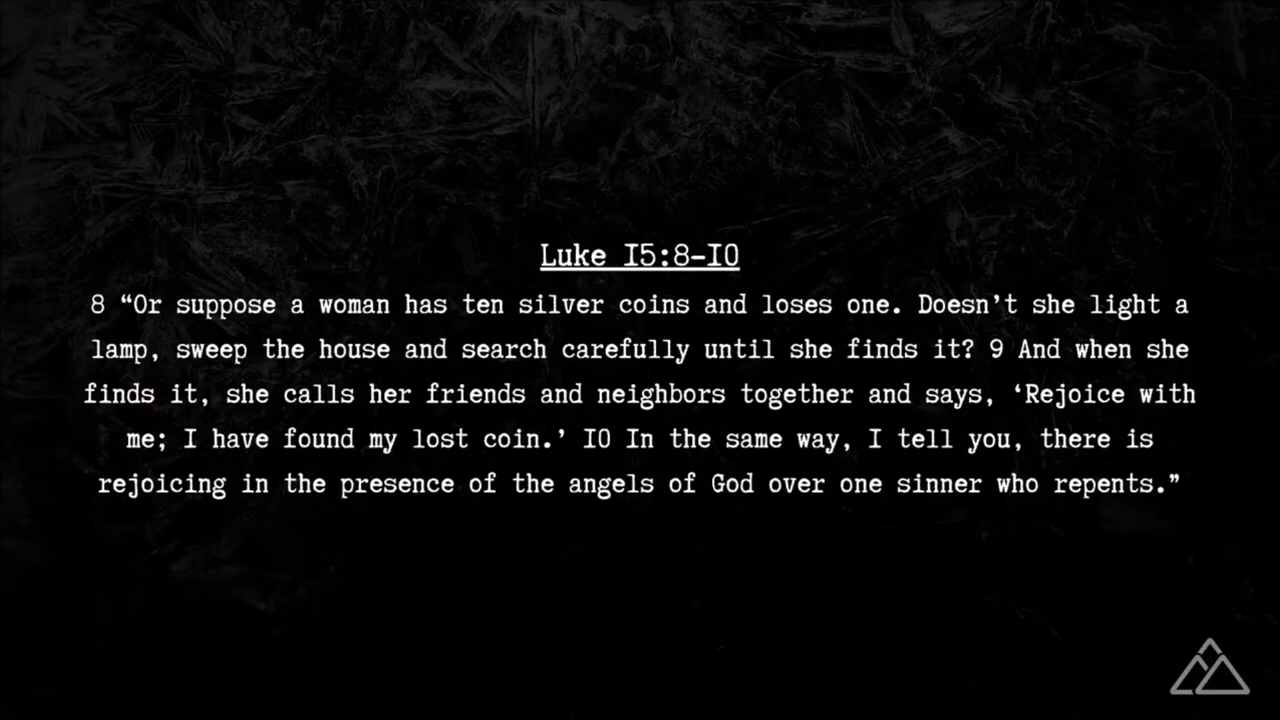 Luke 15:8-10
8 “Or suppose a woman has ten silver coins and loses one. Doesn’t she light a
lamp, sweep the house and search carefully until she finds it? 9 And when she
finds it, she calls her friends and neighbors together and says, ‘Rejoice with
me; I have found my lost coin.’ 10 In the same way, I tell you, there is
rejoicing in the presence of the angels of God over one sinner who repents.”